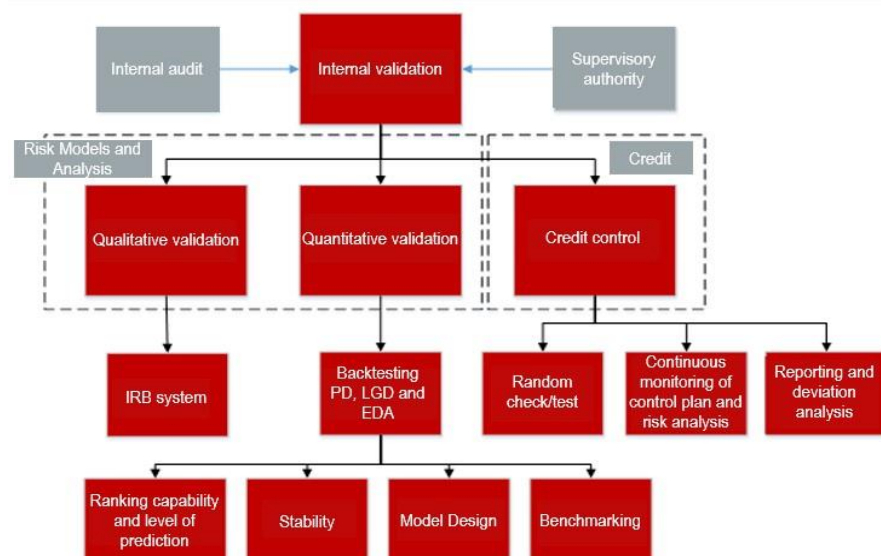 Internal audit
Internal validation
Supervisory
authority
Risk Models and
Analysis
Credit
Qualitative validation
Quantitative validation
Credit control
IRB system
Backtesting
PD, LGD and
EDA
Random
check/test
Continuous
monitoring of
control plan and
risk analysis
Reporting and
deviation
analysis
Ranking capability
and level of
prediction
Stability
Model Design
Benchmarking